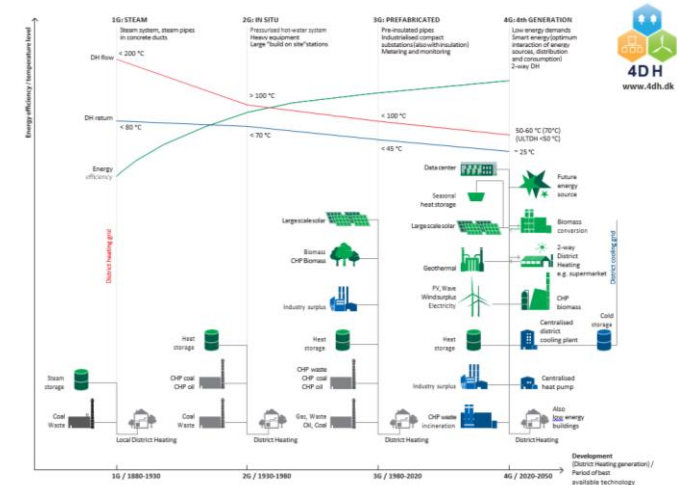 1G: STEAM
Steam system, steam pipes
in concrete ducts
2G: IN SITU
Pressurised hot-water system
Heavy equipment
Large "build on site" stations
3G: PREFABRICATED
Pre-insulated pipes
Industrialised compact
substations (also with insulation)
Metering and monitoring
4G: 4th GENERATION
Low energy demands
Smart energy (optimum
interaction of energy
sources, distribution
and consumption)
2-way DH
4DH
www.4dh.dk
Energy efficiency / temperature level
DH flow
< 200 °C
> 100 °C
< 100 °C
50-60 °C (70°C)
(ULTDH <50 °C)
DH return
< 80 °C
< 70 °C
< 45 °C
~ 25 °C
Energy
efficiency
District heating grid
District cooling grid
Data center
Future
energy
source
Seasonal
heat storage
Large scale solar
Large scale solar
Biomass
conversion
Biomass
CHP Biomass
Geothermal
2-way
District
Heating
e.g. supermarket
Industry surplus
PV, Wave
Wind surplus
Electricity
CHP
biomass
Cold
storage
Heat
storage
Heat
storage
Heat
storage
Centralised
district
cooling plant
Steam
storage
CHP coal
CHP oil
CHP waste
CHP coal
CHP oil
Industry surplus
Centralised
heat pump
Coal
Waste
Coal
Waste
Gas, Waste
Oil, Coal
CHP waste
incineration
Also
low energy
buildings
Local District Heating
District Heating
District Heating
District Heating
1G / 1880-1930
2G / 1930-1980
3G / 1980-2020
4G / 2020-2050
Development
(District Heating generation) /
Period of best
available technology